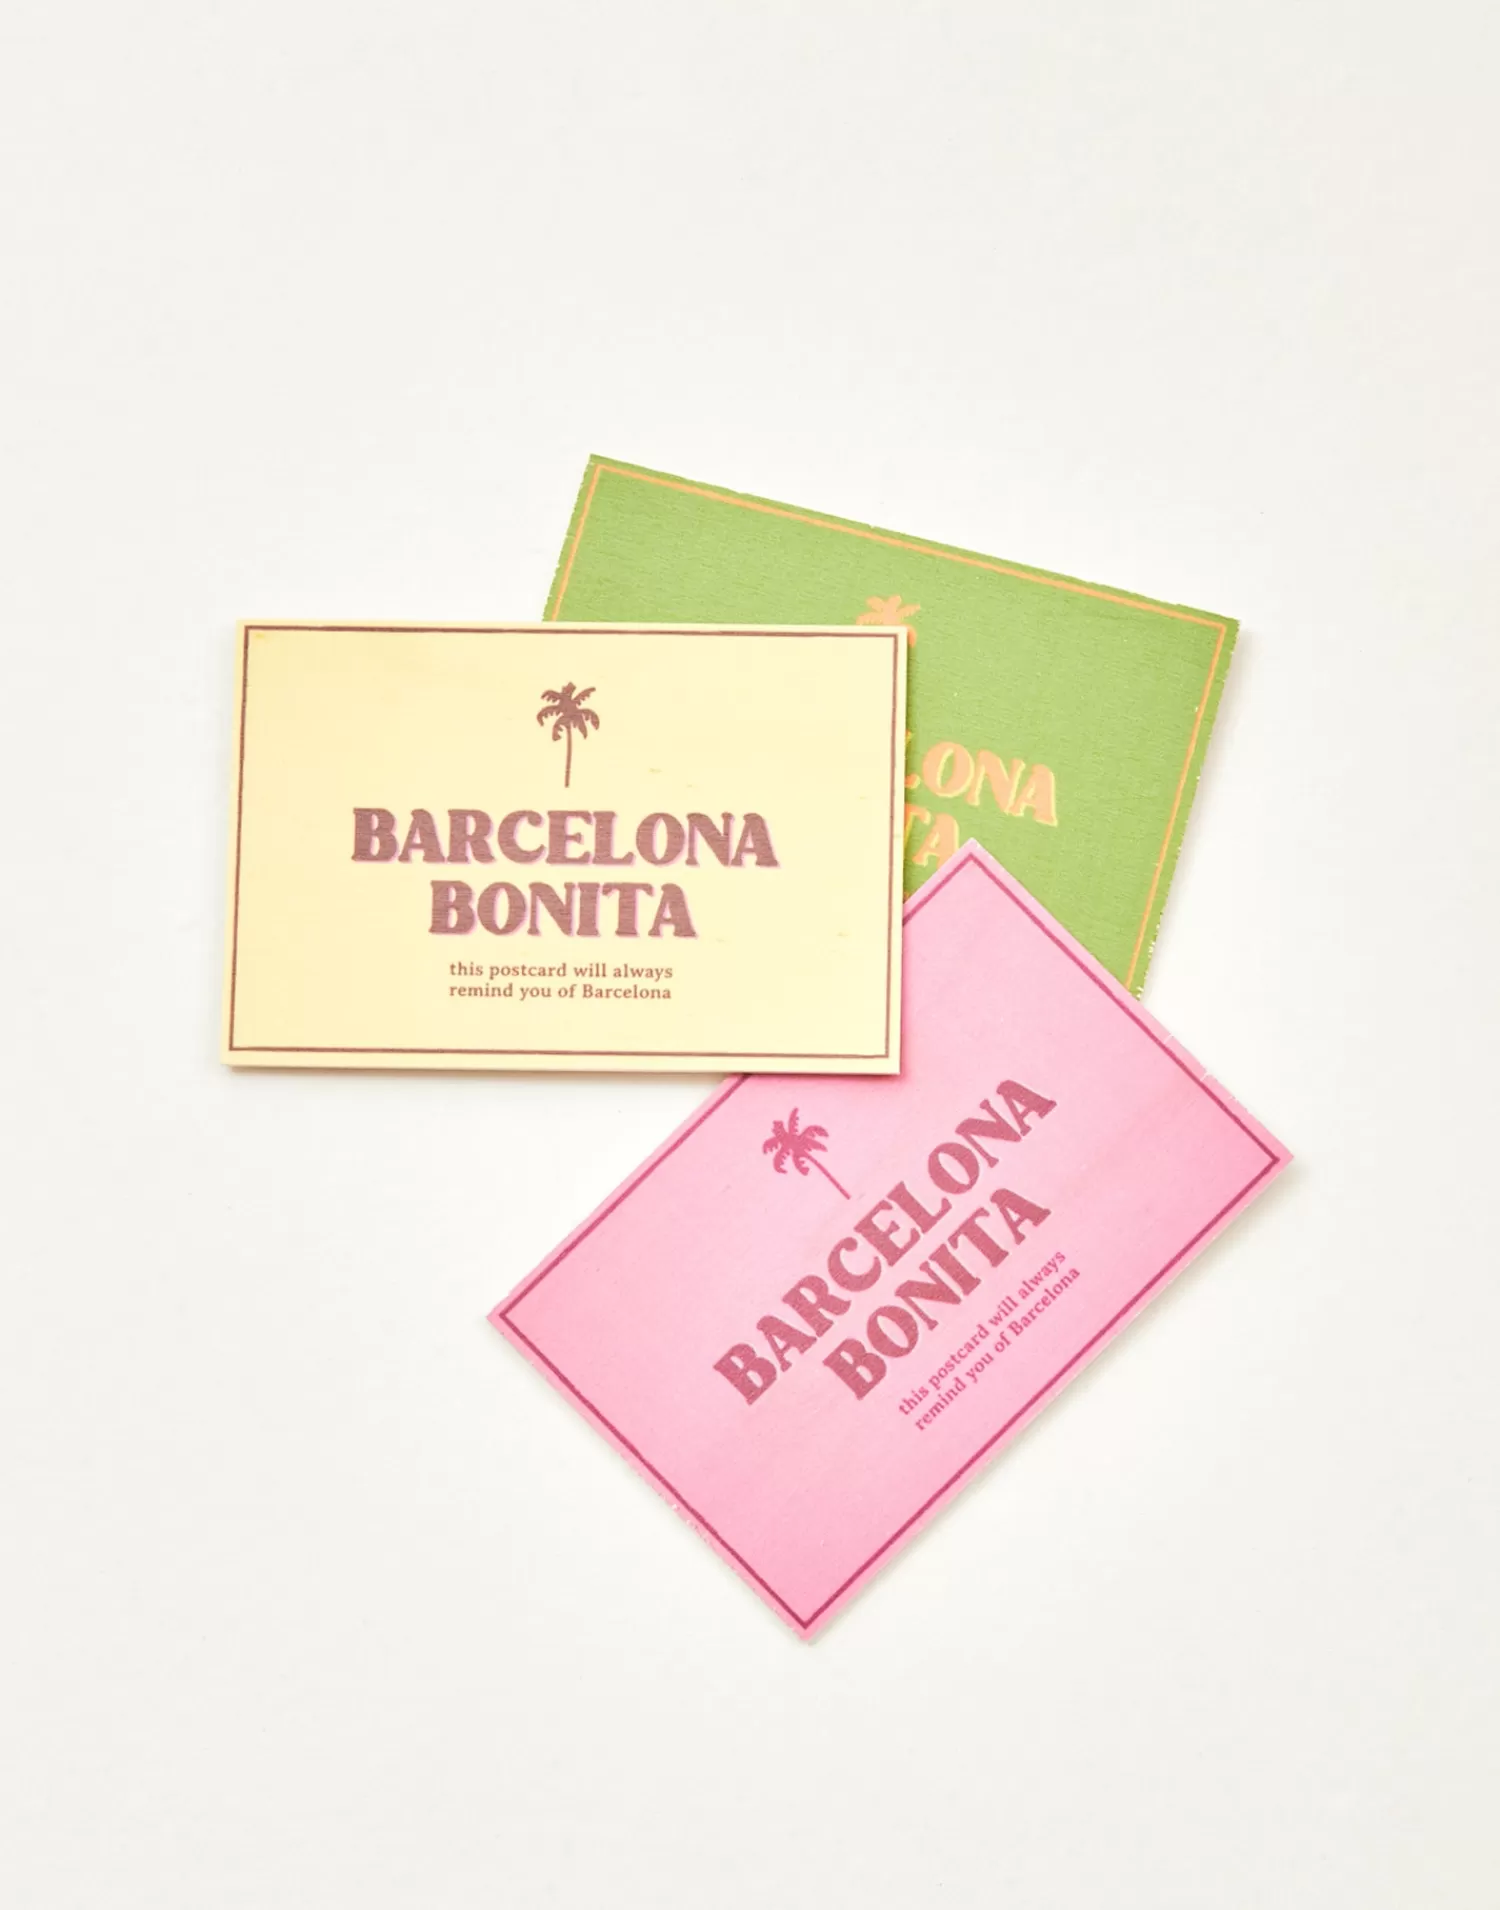 BARCELONA
BONITA
this postcard will always
remind you of Barcelona
LONA
TA
BARCELONA
BONITA
this postcard will always
remind you of Barcelona